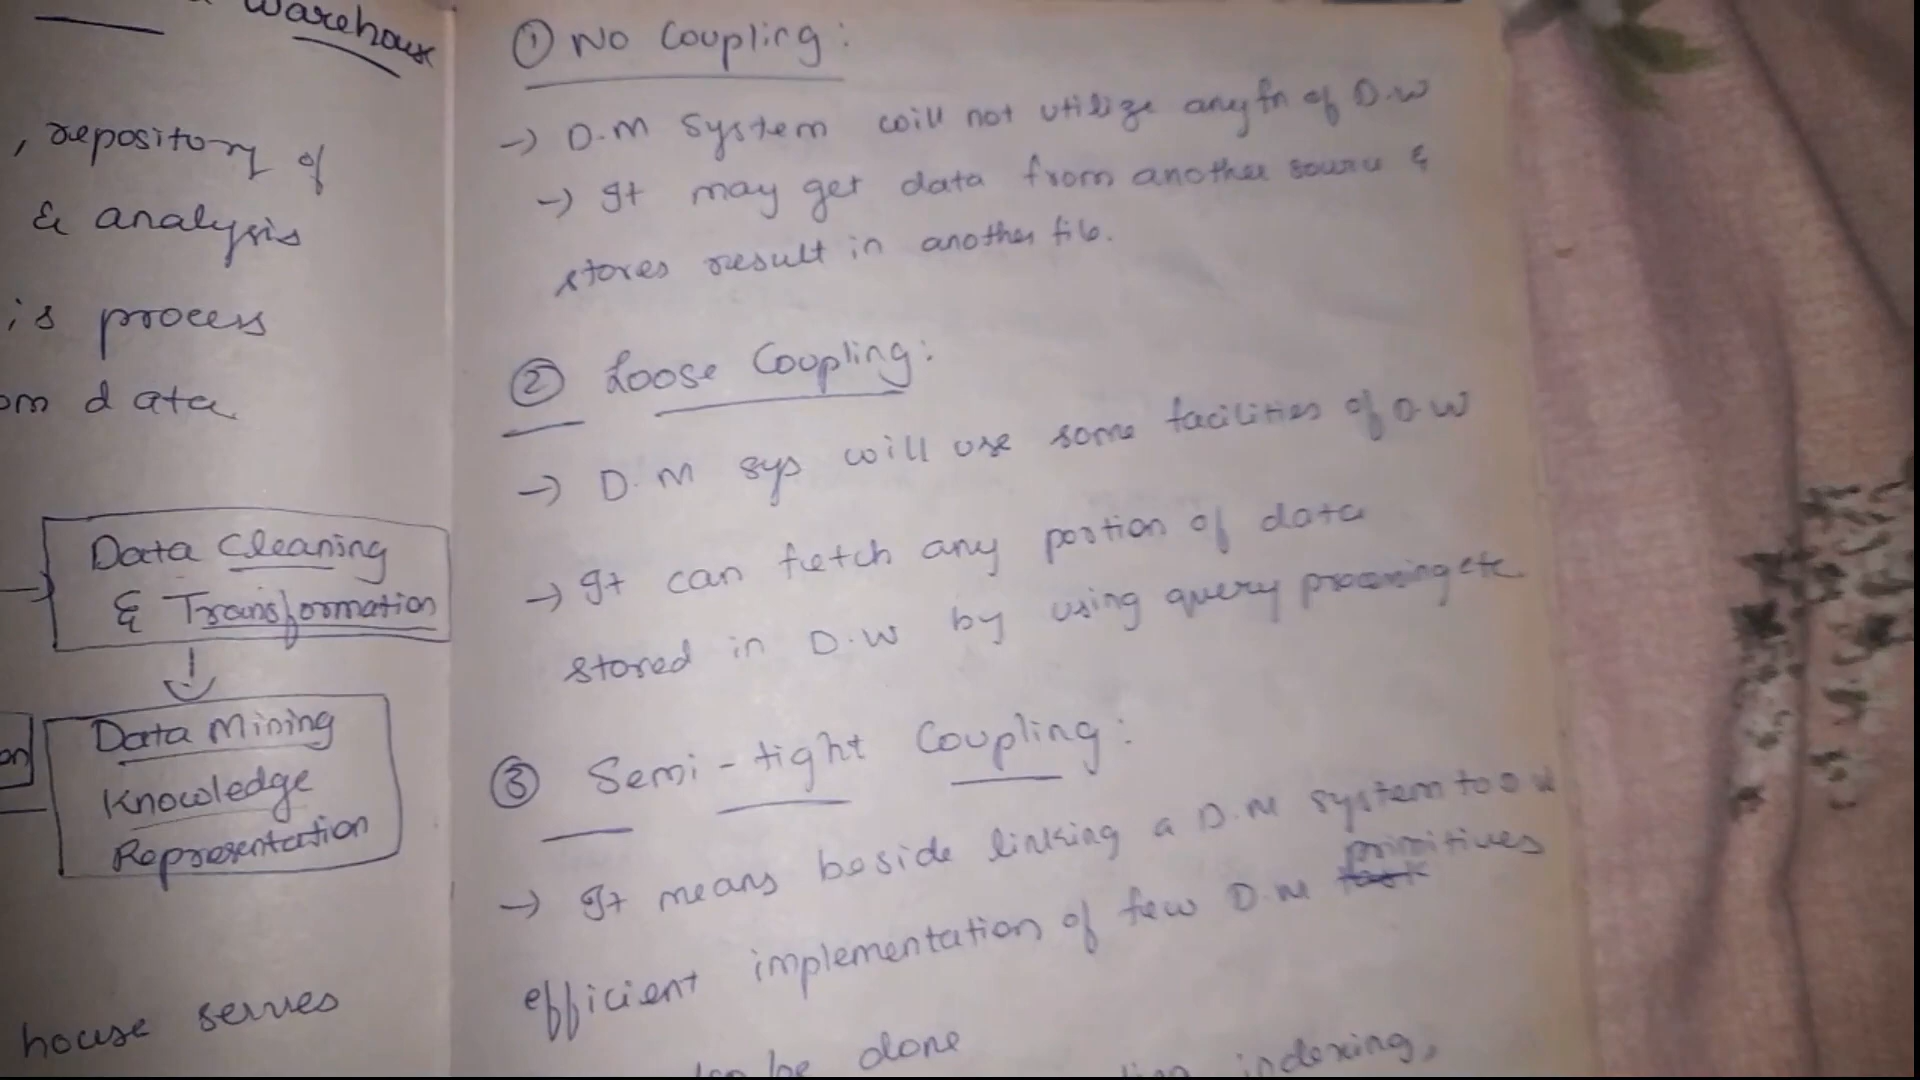 Warehouse
, repository of
& analysis
is process
om data
Data Cleaning
& Transformation
on
Data Mining
Knowledge
Representation
house serves
① No Coupling:
→ D.M System will not utilize any fn of D.W
→ It may get data from another source &
stores result in another file.
② Loose Coupling:
→ D.M sys will use some facilities of D.W
→ It can fetch any portion of data
stored in D.W by using query processing etc
③ Semi-tight Coupling:
→ It means beside linking a D.M system to D.W
efficient implementation of few D.M primitives
be done indexing,